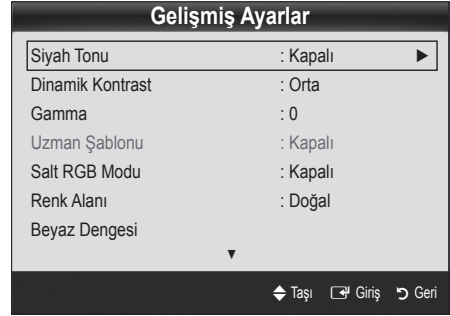 Gelişmiş Ayarlar
Siyah Tonu : Kapalı ►
Dinamik Kontrast : Orta
Gamma : 0
Uzman Şablonu : Kapalı
Salt RGB Modu : Kapalı
Renk Alanı : Doğal
Beyaz Dengesi
▼
Taşı Giriş Geri